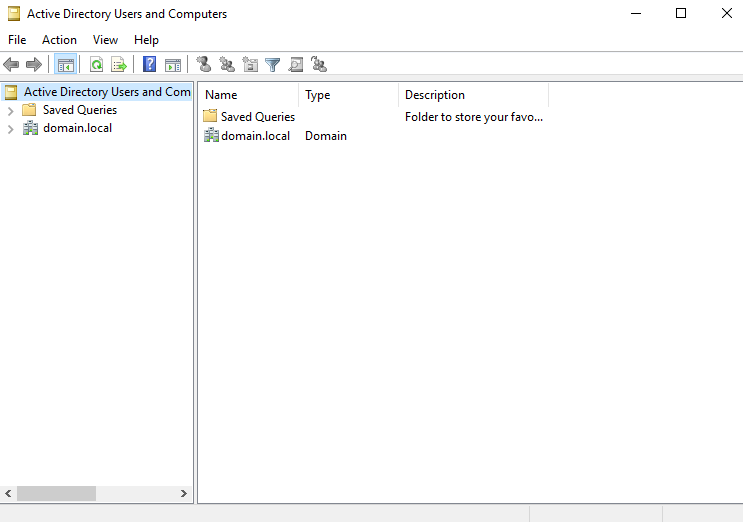 Active Directory Users and Computers
File Action View Help
Active Directory Users and Com
Saved Queries
domain.local
Name Type Description
Saved Queries Folder to store your favo...
domain.local Domain